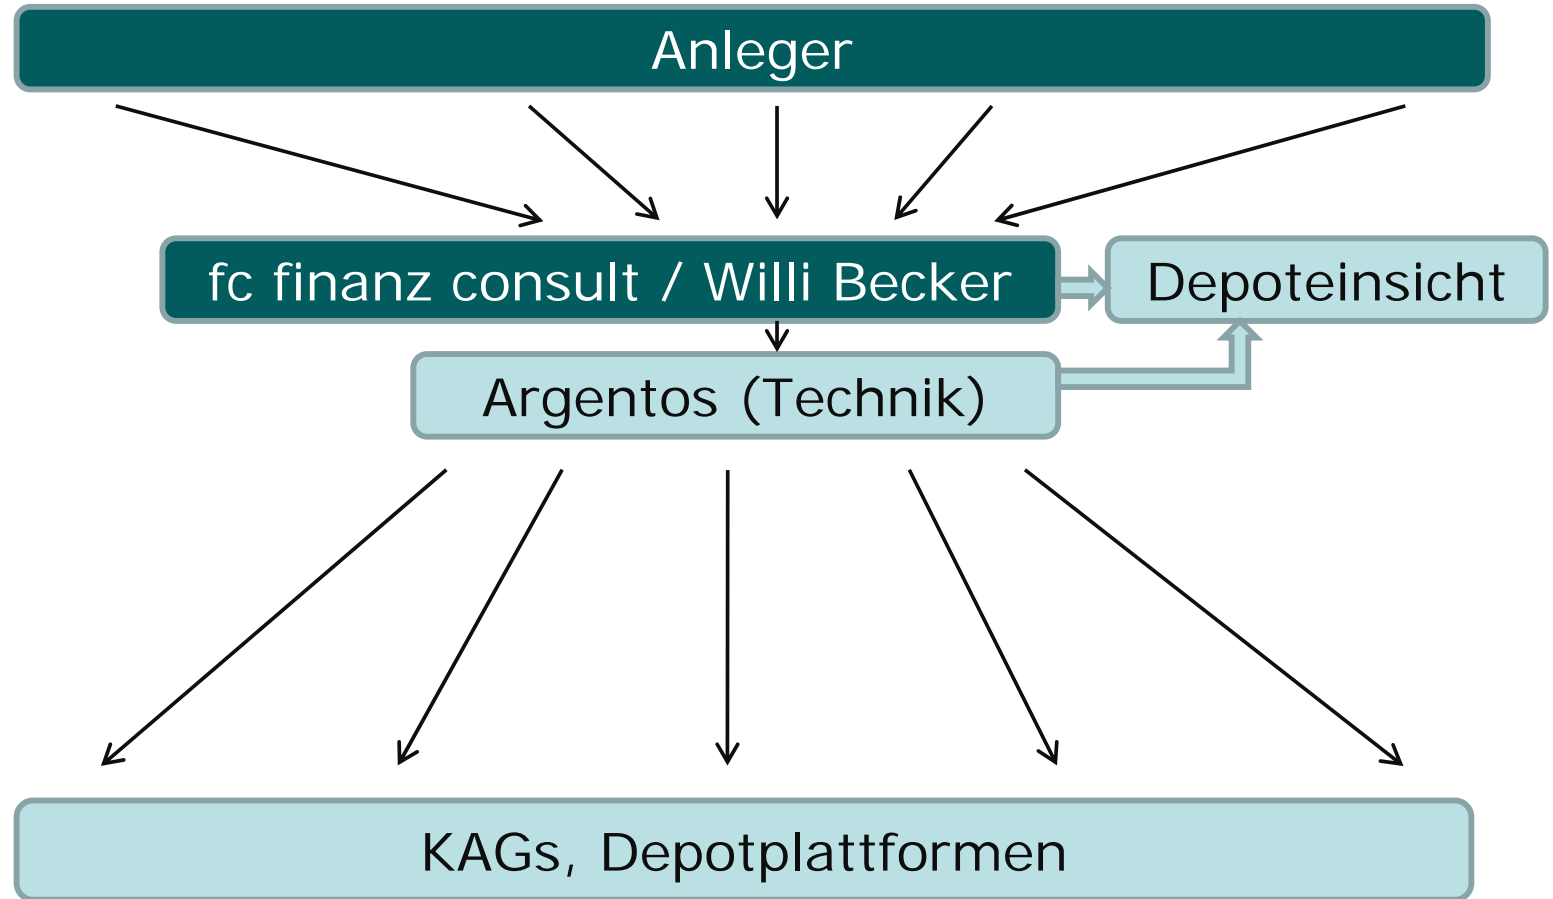 Anleger
fc finanz consult / Willi Becker
Depoteinsicht
Argentos (Technik)
KAGs, Depotplattformen